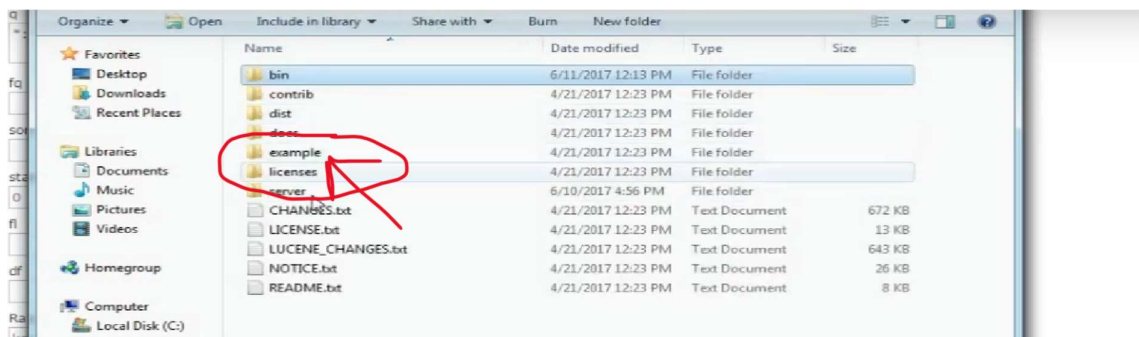 Organize Open Include in library Share with Burn New folder
Name Date modified Type Size
Favorites
Desktop
Downloads
Recent Places
Libraries
Documents
Music
Pictures
Videos
Homegroup
Computer
Local Disk (C:)
bin 6/11/2017 12:13 PM File folder
contrib 4/21/2017 12:23 PM File folder
dist 4/21/2017 12:23 PM File folder
docs 4/21/2017 12:23 PM File folder
example 4/21/2017 12:23 PM File folder
licenses 4/21/2017 12:23 PM File folder
server 6/10/2017 4:56 PM File folder
CHANGES.txt 4/21/2017 12:23 PM Text Document 672 KB
LICENSE.txt 4/21/2017 12:23 PM Text Document 13 KB
LUCENE_CHANGES.txt 4/21/2017 12:23 PM Text Document 643 KB
NOTICE.txt 4/21/2017 12:23 PM Text Document 26 KB
README.txt 4/21/2017 12:23 PM Text Document 8 KB
fq
0
fl
df